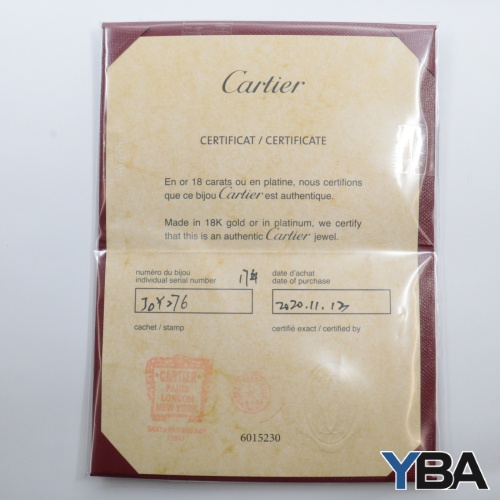 Cartier
CERTIFICAT / CERTIFICATE
En or 18 carats ou en platine, nous certifions
que ce bijou Cartier est authentique.
Made in 18K gold or in platinum, we certify
that this is an authentic Cartier jewel.
numéro du bijou
individual serial number
date d'achat
date of purchase
2020.11.
cachet / stamp
certifié exact / certified by
CARTIER
PARIS
LONDON
NEW YORK
6015230
YBA